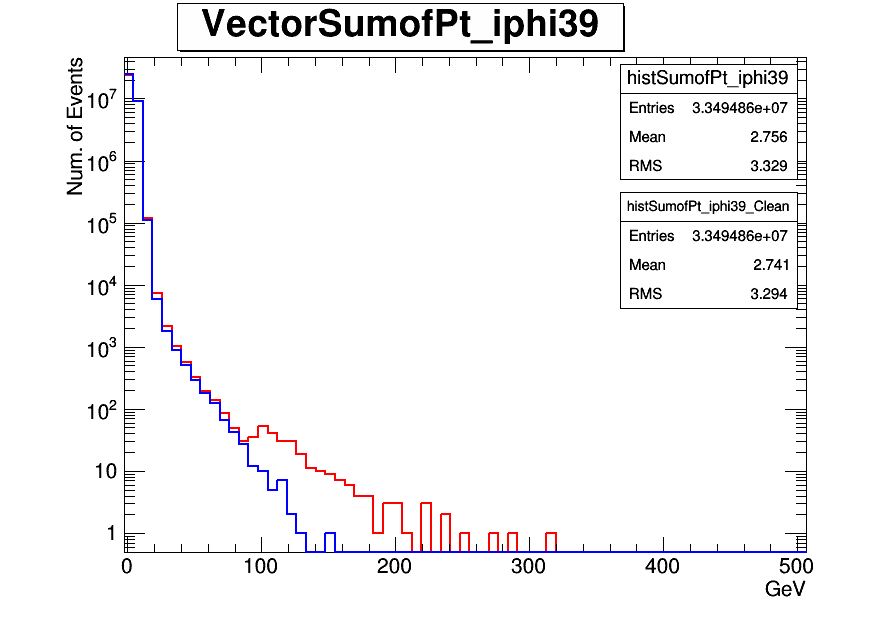 VectorSumofPt_iphi39
Num. of Events
histSumofPt_iphi39
Entries 3.349486e+07
Mean 2.756
RMS 3.329
histSumofPt_iphi39_Clean
Entries 3.349486e+07
Mean 2.741
RMS 3.294
10⁷
10⁶
10⁵
10⁴
10³
10²
10
1
0 100 200 300 400 500
GeV